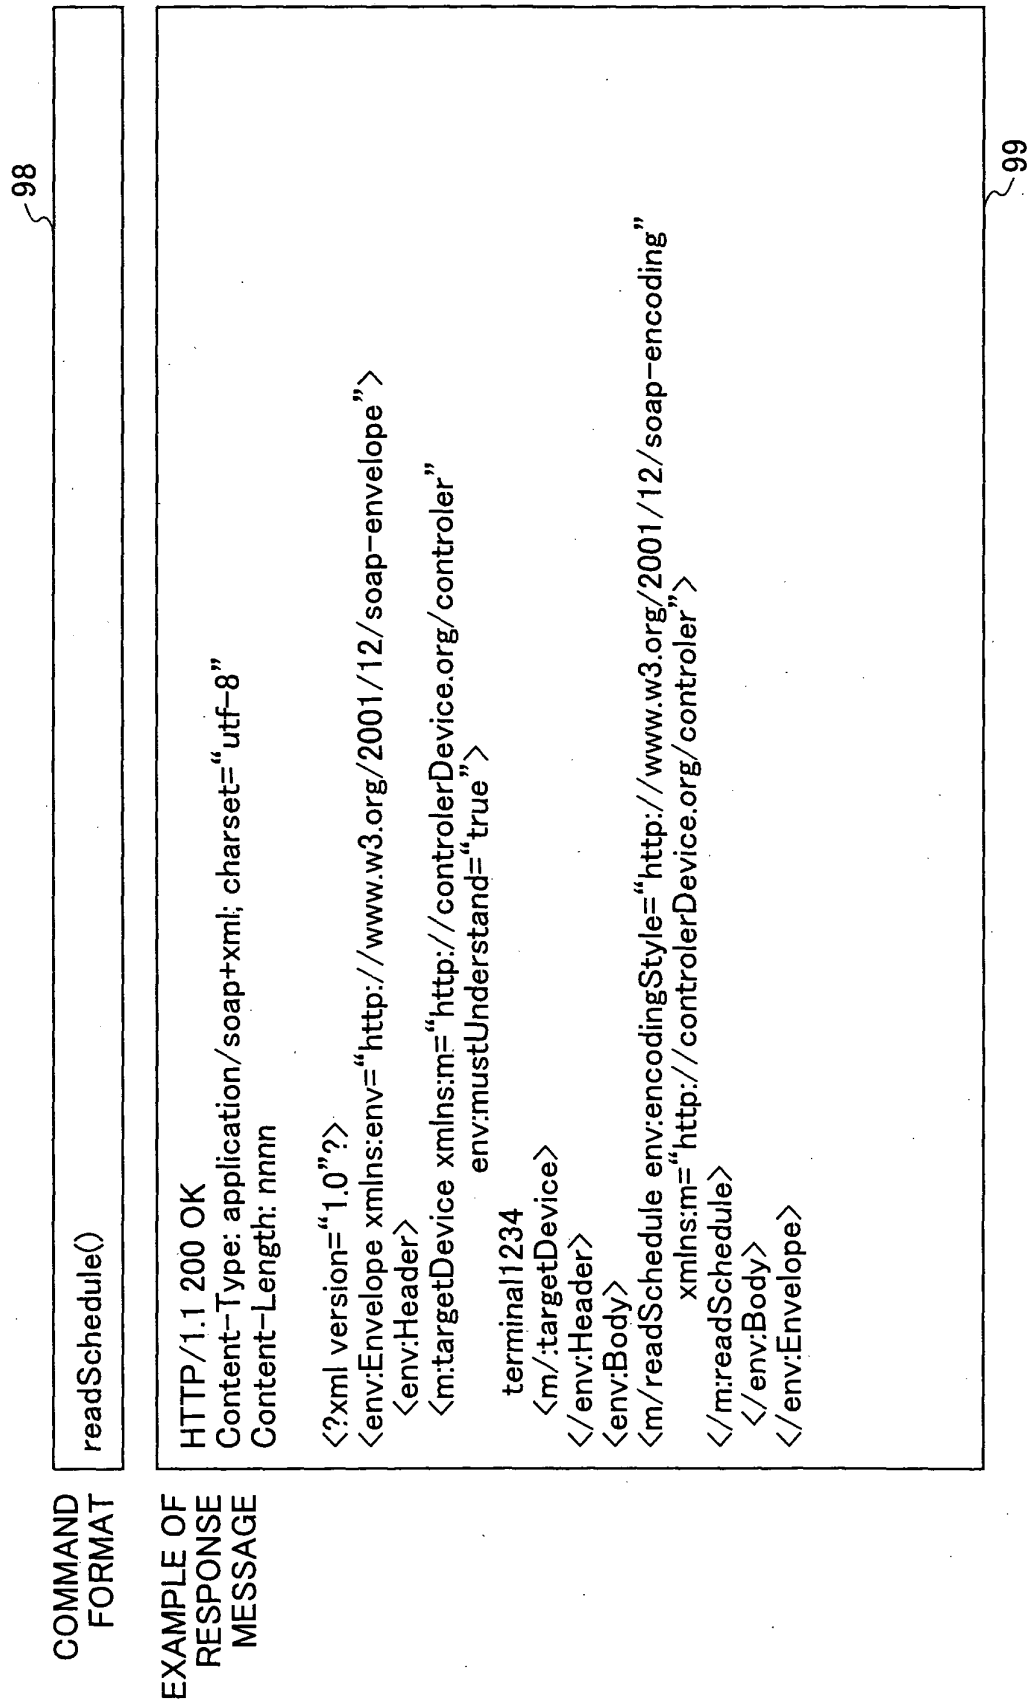 98
COMMAND
FORMAT
readSchedule()
EXAMPLE OF
RESPONSE
MESSAGE
HTTP/1.1 200 OK
Content-Type: application/soap+xml; charset=“utf-8”
Content-Length: nnnn
<?xml version=“1.0”?>
<env:Envelope xmlns:env=“http://www.w3.org/2001/12/soap-envelope”>
<env:Header>
<m:targetDevice xmlns:m=“http://controlerDevice.org/controler”
env:mustUnderstand=“true”>
terminal1234
<m/:targetDevice>
</env:Header>
<env:Body>
<m/readSchedule env:encodingStyle=“http://www.w3.org/2001/12/soap-encoding”
xmlns:m=“http://controlerDevice.org/controler”>
</m:readSchedule>
</env:Body>
</env:Envelope>
99